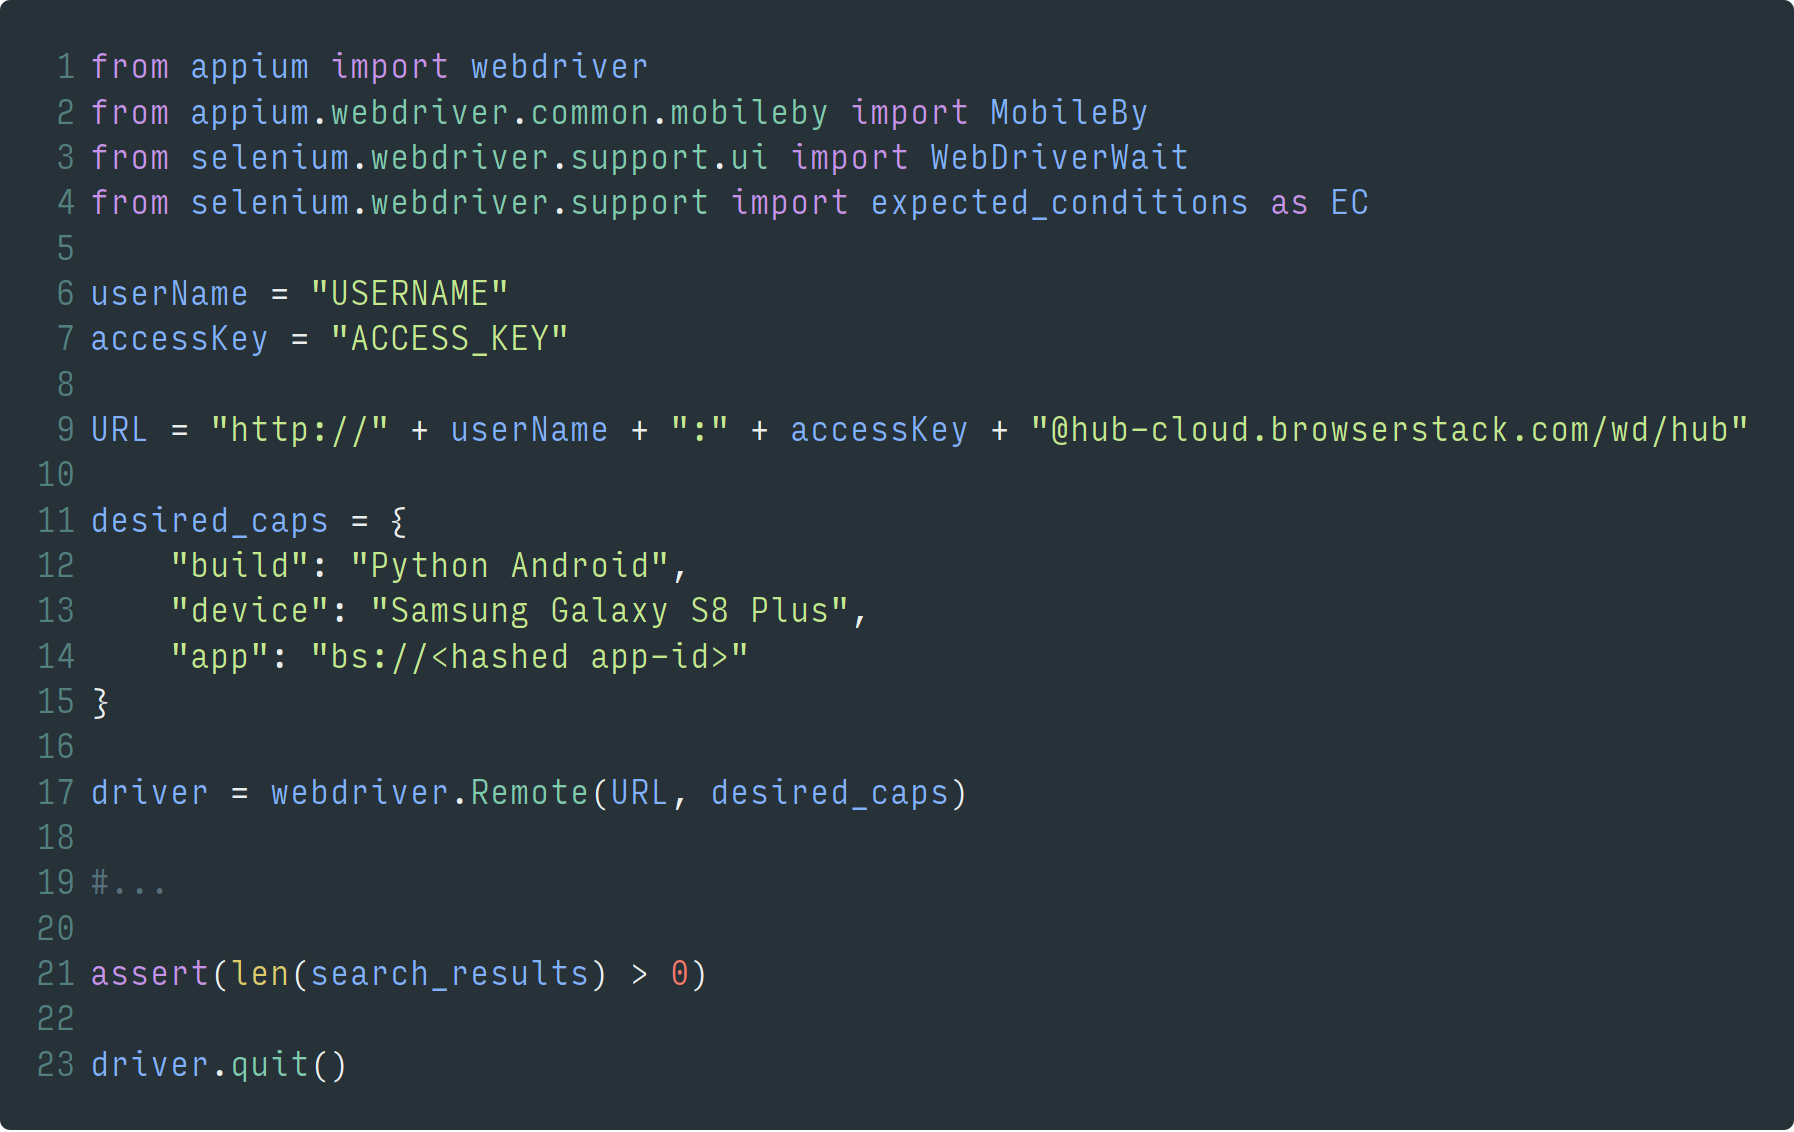 1 from appium import webdriver
2 from appium.webdriver.common.mobileby import MobileBy
3 from selenium.webdriver.support.ui import WebDriverWait
4 from selenium.webdriver.support import expected_conditions as EC
5
6 userName = "USERNAME"
7 accessKey = "ACCESS_KEY"
8
9 URL = "http://" + userName + ":" + accessKey + "@hub-cloud.browserstack.com/wd/hub"
10
11 desired_caps = {
12     "build": "Python Android",
13     "device": "Samsung Galaxy S8 Plus",
14     "app": "bs://<hashed app-id>"
15 }
16
17 driver = webdriver.Remote(URL, desired_caps)
18
19 #...
20
21 assert(len(search_results) > 0)
22
23 driver.quit()